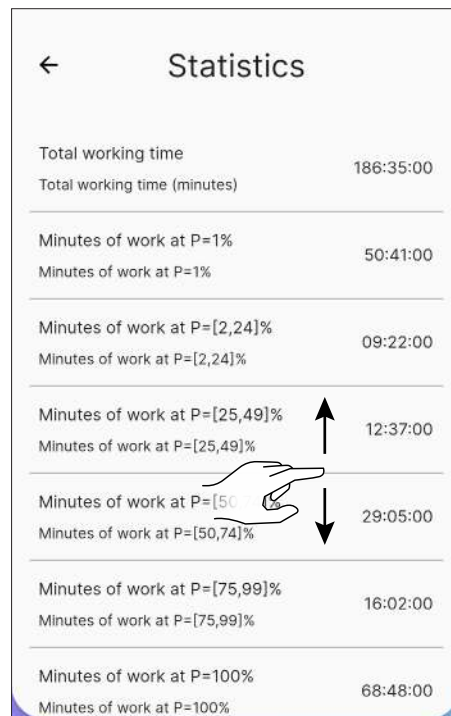 Statistics
Total working time
186:35:00
Total working time (minutes)
Minutes of work at P=1%
50:41:00
Minutes of work at P=1%
Minutes of work at P=[2,24]%
09:22:00
Minutes of work at P=[2,24]%
Minutes of work at P=[25,49]%
12:37:00
Minutes of work at P=[25,49]%
Minutes of work at
29:05:00
Minutes of work at P=[50,74]%
Minutes of work at P=[75,99]%
16:02:00
Minutes of work at P=[75,99]%
Minutes of work at P=100%
68:48:00
Minutes of work at P=100%